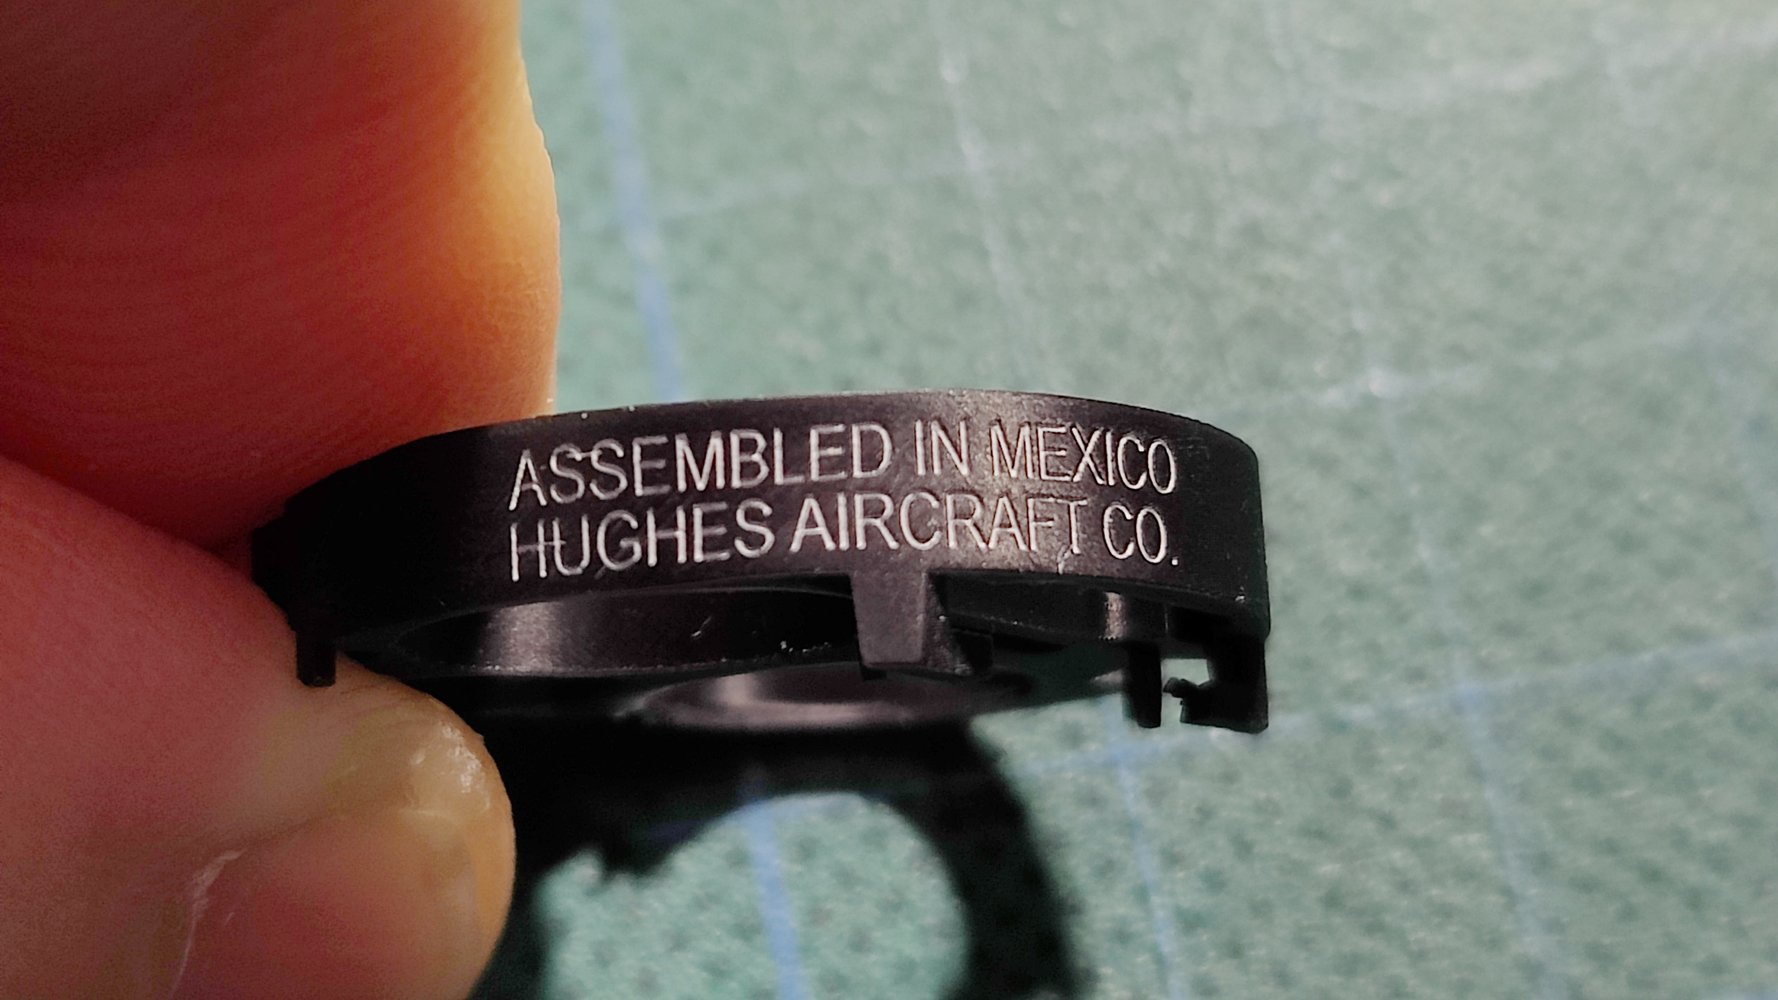 ASSEMBLED IN MEXICO
HUGHES AIRCRAFT CO.